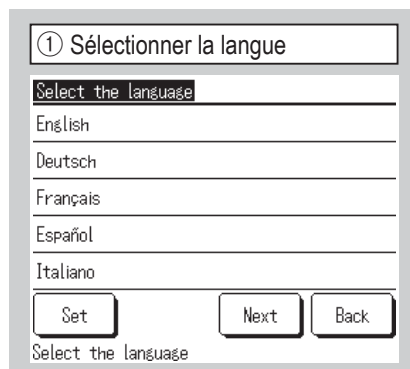 ① Sélectionner la langue
Select the language
English
Deutsch
Français
Español
Italiano
Set Next Back
Select the language